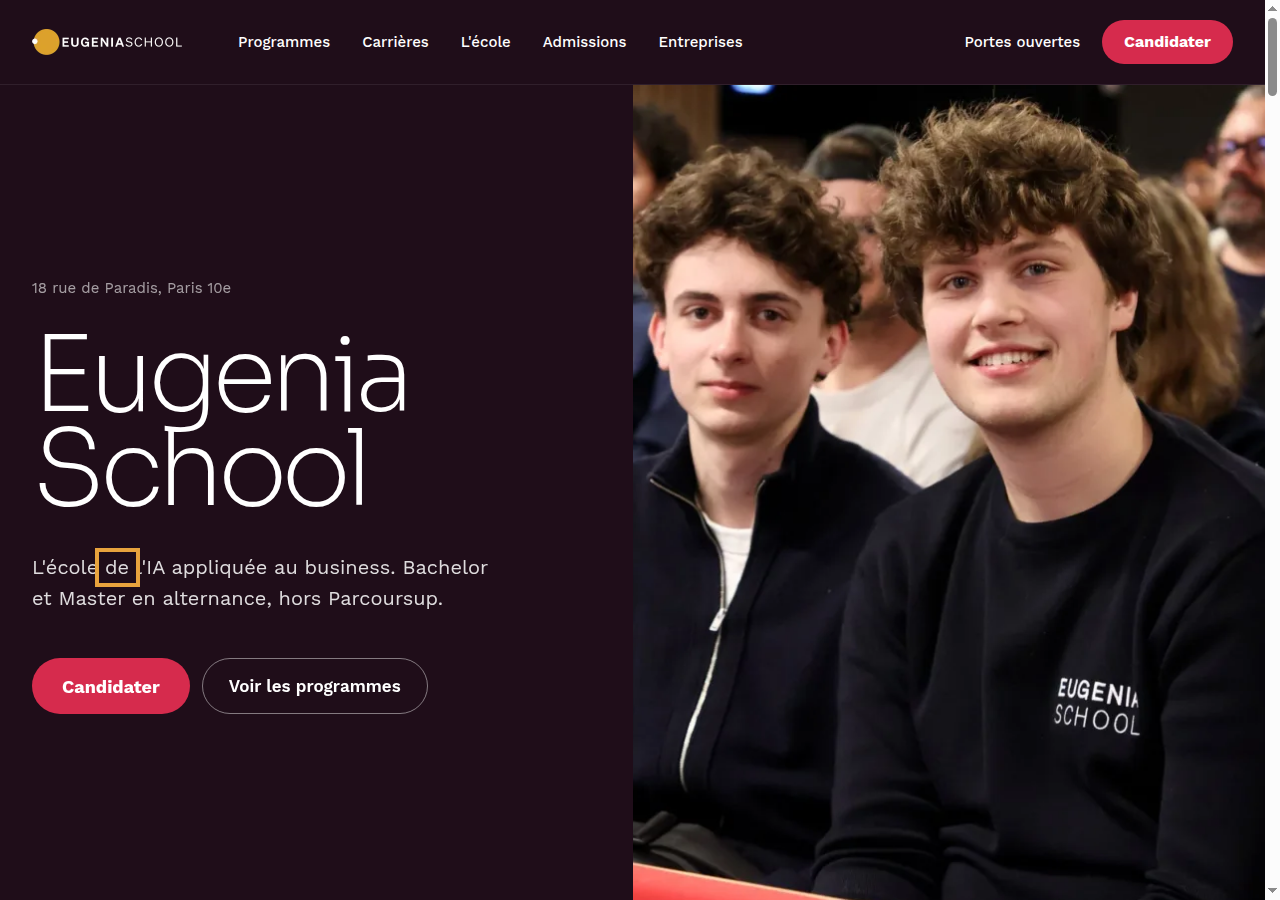 EUGENIASCHOOL Programmes Carrières L'école Admissions Entreprises Portes ouvertes Candidater
18 rue de Paradis, Paris 10e
Eugenia
School
L'école de l'IA appliquée au business. Bachelor
et Master en alternance, hors Parcoursup.
Candidater Voir les programmes
EUGENIA
SCHOOL